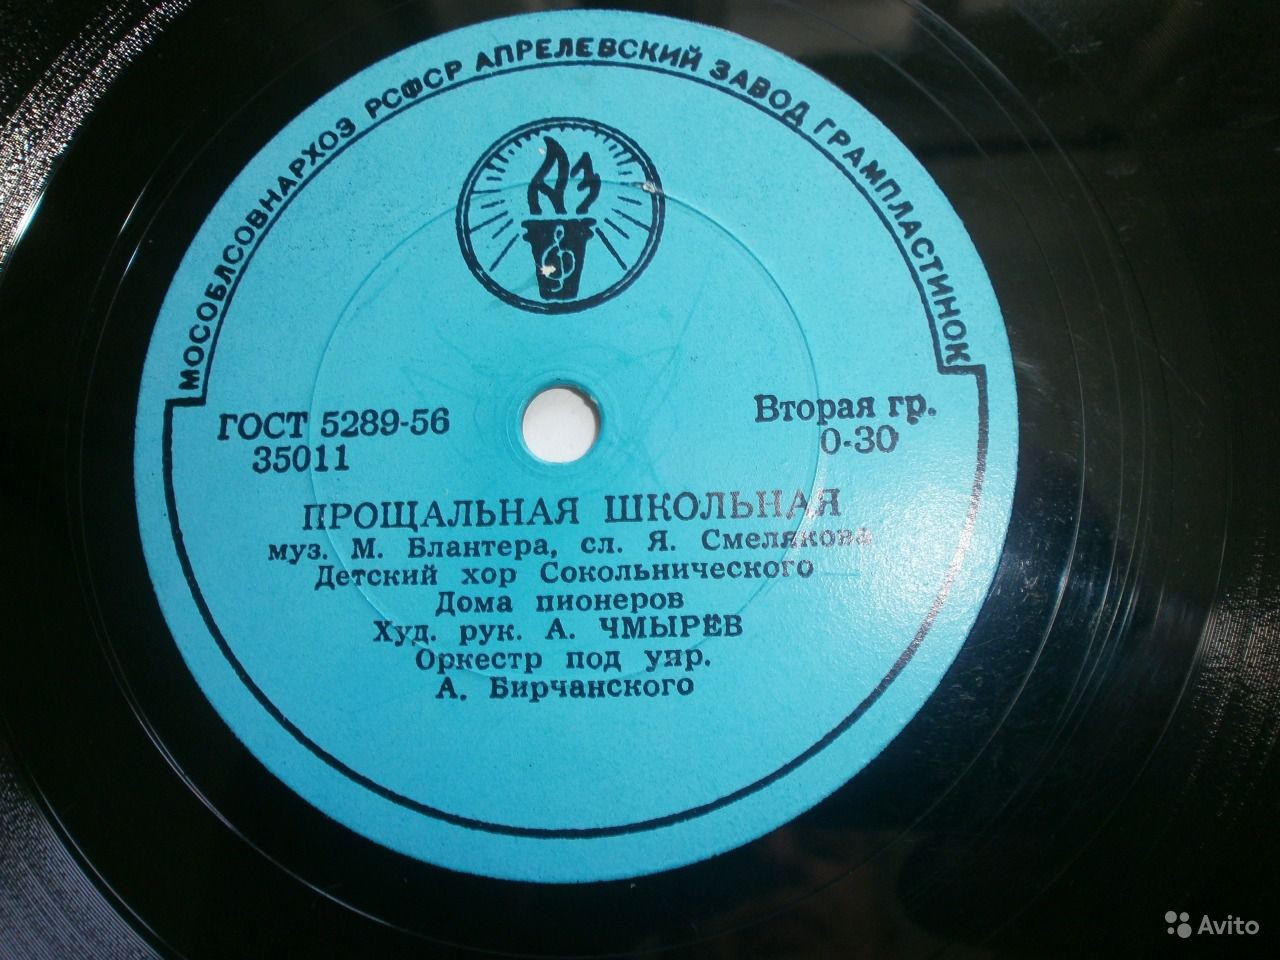 МОСОБЛСОВНАРХОЗ РСФСР АПРЕЛЕВСКИЙ ЗАВОД ГРАМПЛАСТИНОК
АЗ
ГОСТ 5289-56
35011
Вторая гр.
0-30
ПРОЩАЛЬНАЯ ШКОЛЬНАЯ
муз. М. Блантера, сл. Я. Смелякова
Детский хор Сокольнического
Дома пионеров
Худ. рук. А. ЧМЫРЁВ
Оркестр под упр.
А. Бирчанского
Avito